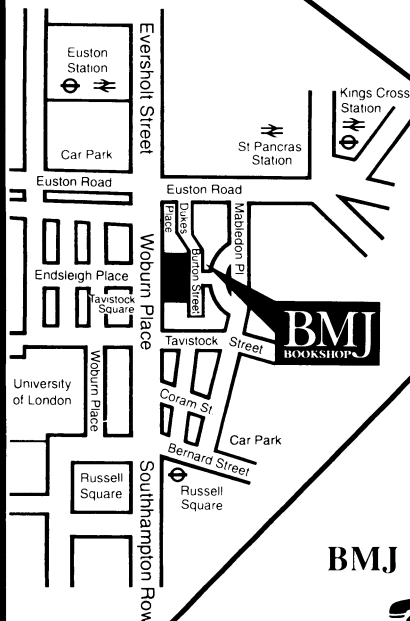 Euston
Station
Eversholt Street
Kings Cross
Station
St Pancras
Station
Car Park
Euston Road
Euston Road
Dukes
Place
Mabledon Pl
Burton Street
Woburn Place
Endsleigh Place
Tavistock
Square
BMJ
BOOKSHOP
Tavistock Street
Woburn Place
University
of London
Coram St.
Car Park
Bernard Street
Russell
Square
Russell
Square
Southhampton Row
BMJ